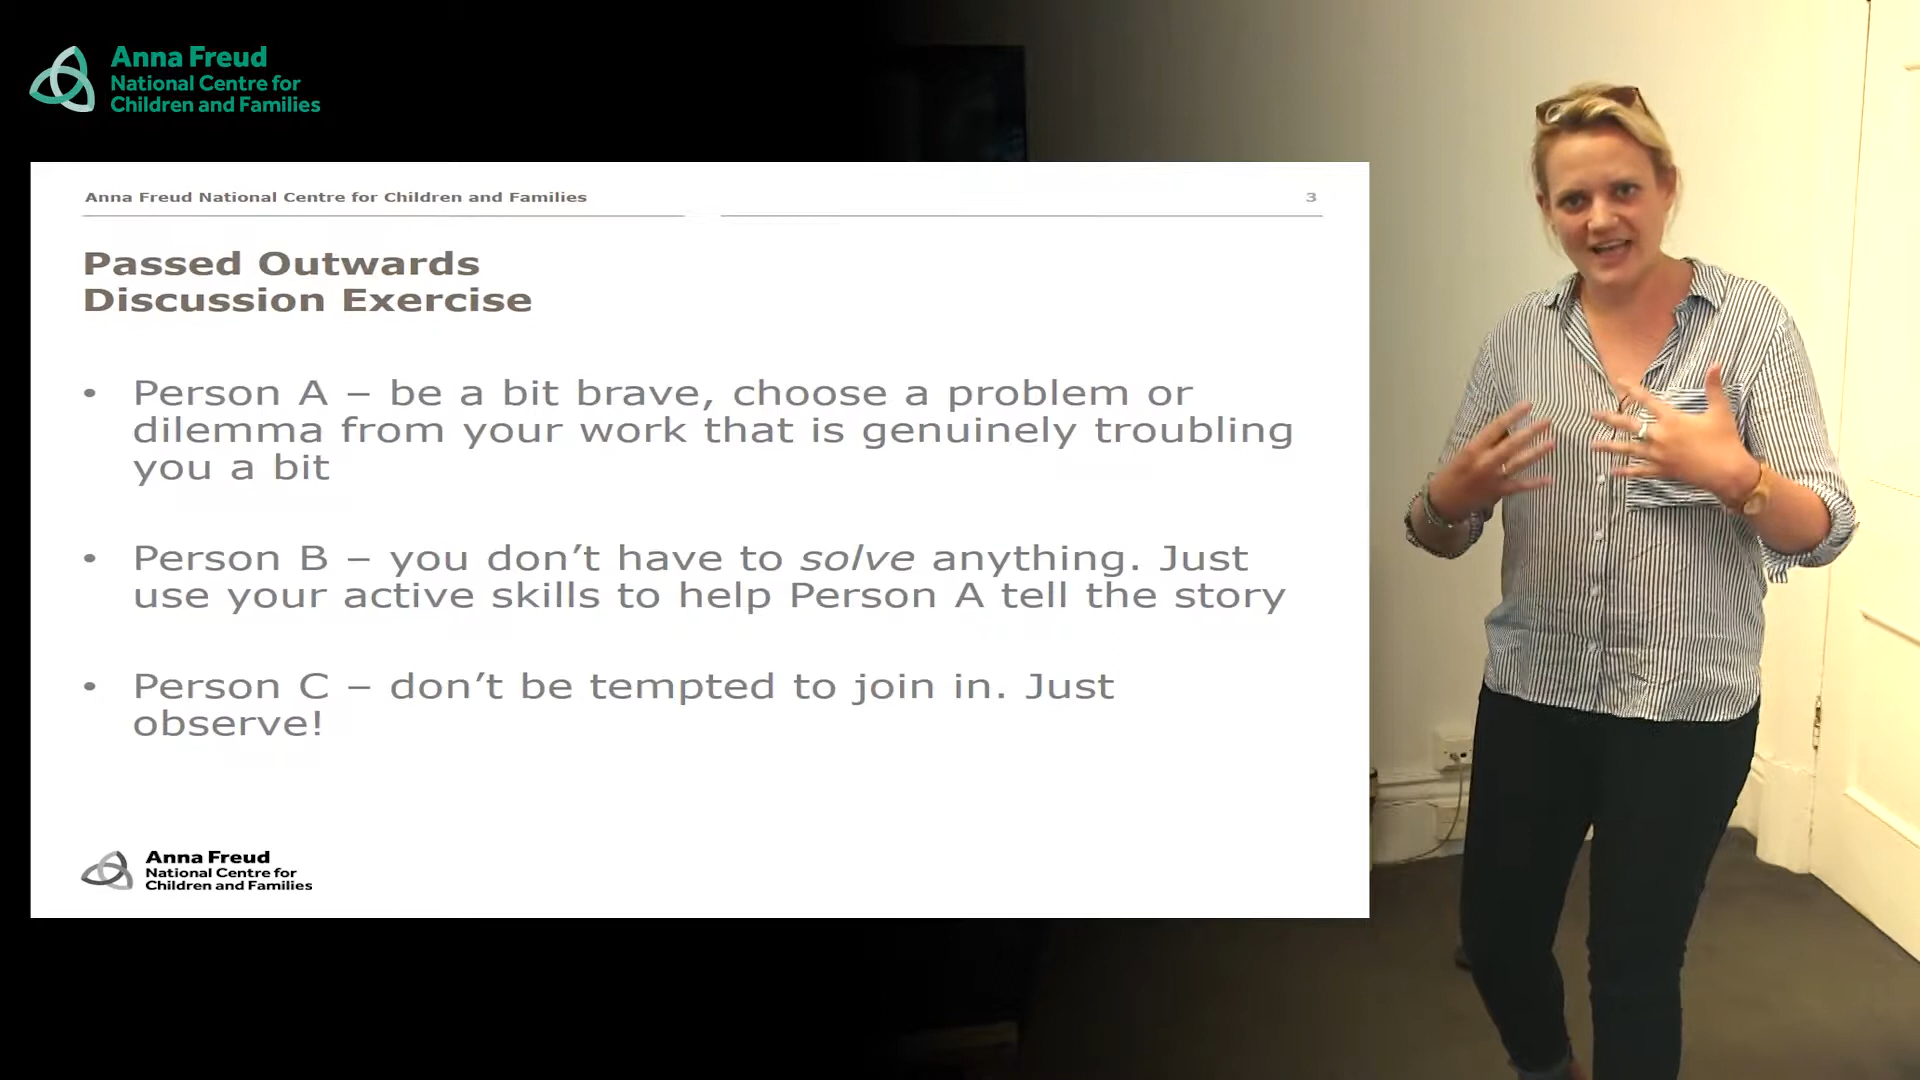 Anna Freud
National Centre for
Children and Families
Anna Freud National Centre for Children and Families
3
Passed Outwards
Discussion Exercise
• Person A – be a bit brave, choose a problem or
dilemma from your work that is genuinely troubling
you a bit
• Person B – you don’t have to solve anything. Just
use your active skills to help Person A tell the story
• Person C – don’t be tempted to join in. Just
observe!
Anna Freud
National Centre for
Children and Families